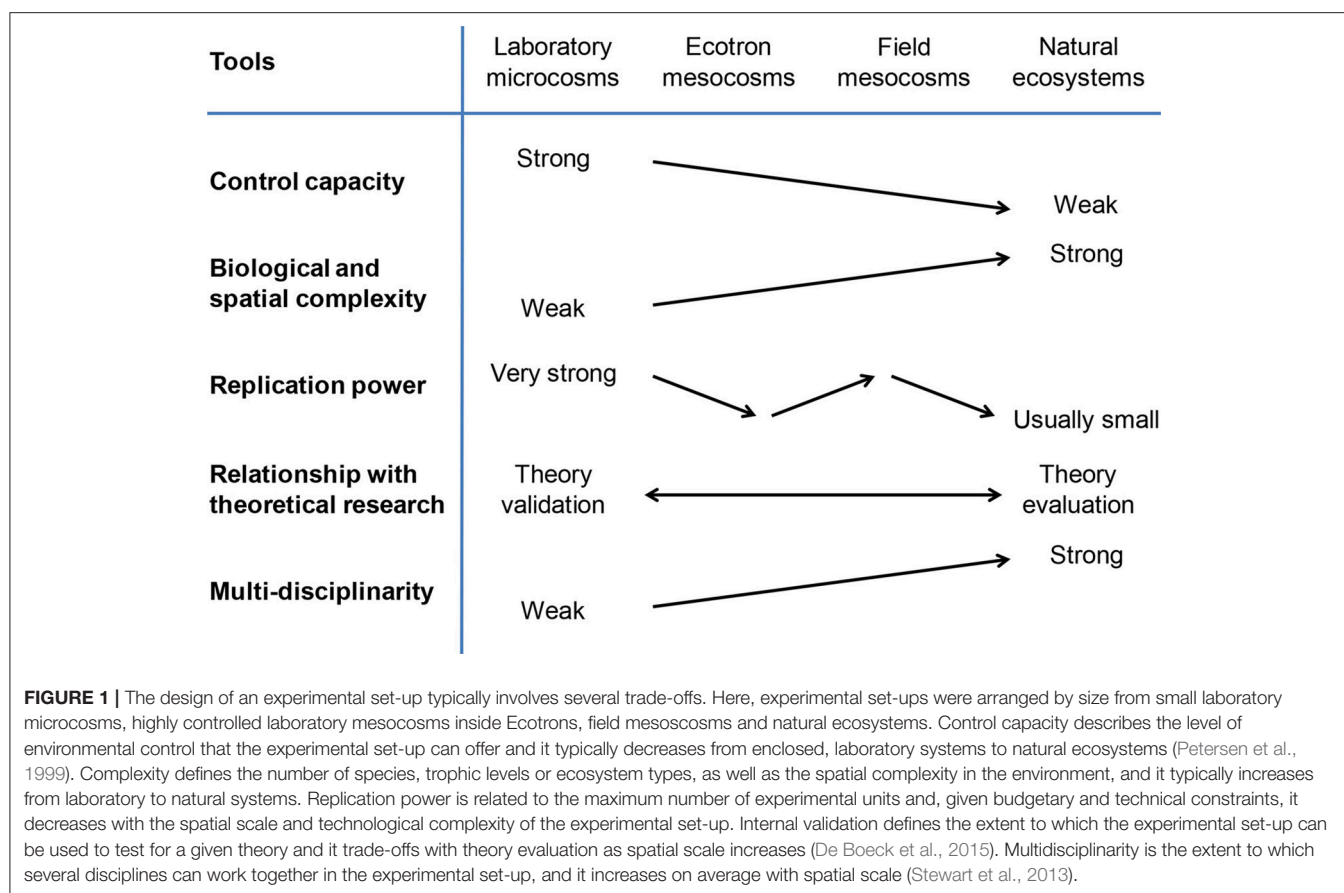 Tools
Laboratory microcosms
Ecotron mesocosms
Field mesocosms
Natural ecosystems
Control capacity
Strong
Weak
Biological and spatial complexity
Weak
Strong
Replication power
Very strong
Usually small
Relationship with theoretical research
Theory validation
Theory evaluation
Multi-disciplinarity
Weak
Strong
FIGURE 1 | The design of an experimental set-up typically involves several trade-offs. Here, experimental set-ups were arranged by size from small laboratory
microcosms, highly controlled laboratory mesocosms inside Ecotrons, field mesoscosms and natural ecosystems. Control capacity describes the level of
environmental control that the experimental set-up can offer and it typically decreases from enclosed, laboratory systems to natural ecosystems (Petersen et al.,
1999). Complexity defines the number of species, trophic levels or ecosystem types, as well as the spatial complexity in the environment, and it typically increases
from laboratory to natural systems. Replication power is related to the maximum number of experimental units and, given budgetary and technical constraints, it
decreases with the spatial scale and technological complexity of the experimental set-up. Internal validation defines the extent to which the experimental set-up can
be used to test for a given theory and it trade-offs with theory evaluation as spatial scale increases (De Boeck et al., 2015). Multidisciplinarity is the extent to which
several disciplines can work together in the experimental set-up, and it increases on average with spatial scale (Stewart et al., 2013).